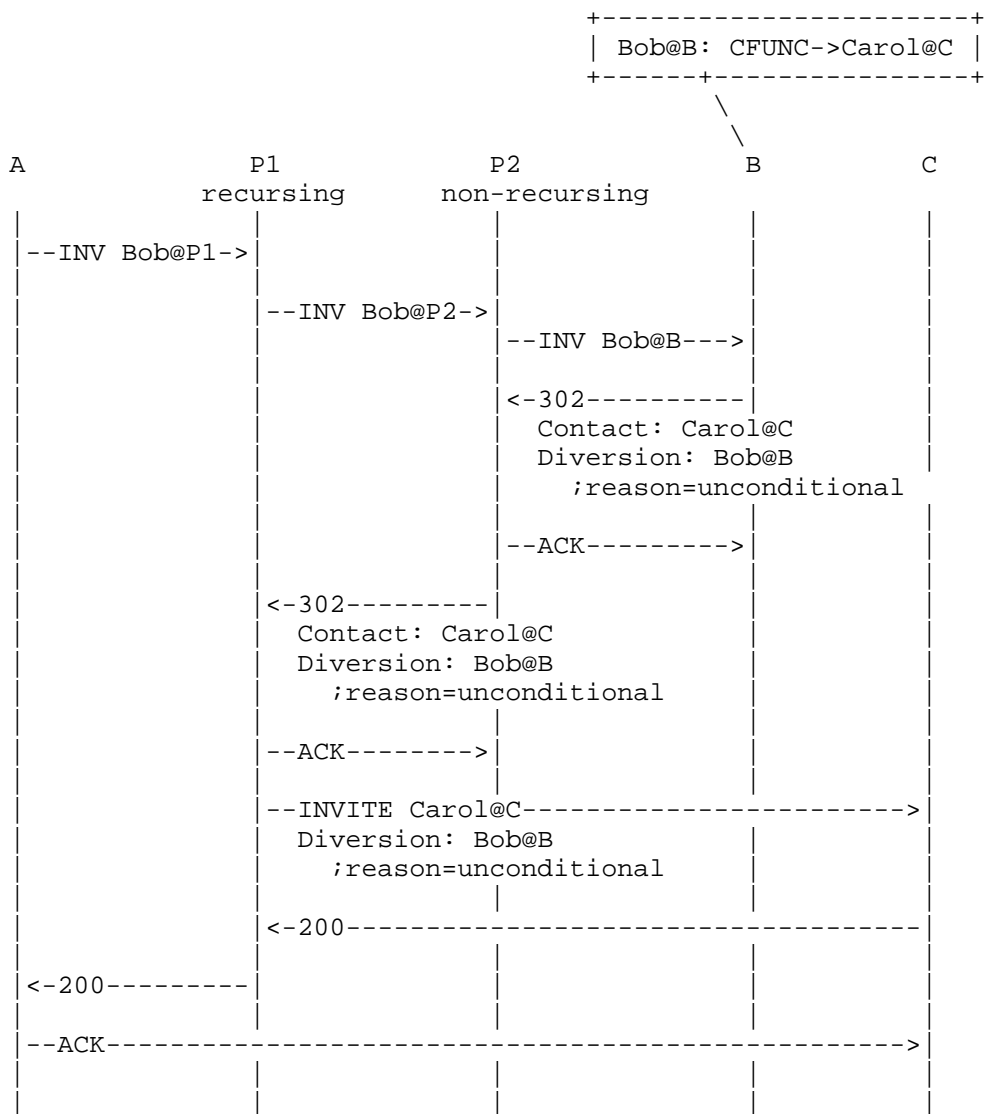 Bob@B: CFUNC->Carol@C
A P1 P2 B C
recursing non-recursing
--INV Bob@P1->
--INV Bob@P2->
--INV Bob@B--->
<-302----------
Contact: Carol@C
Diversion: Bob@B
;reason=unconditional
--ACK--------->
<-302---------
Contact: Carol@C
Diversion: Bob@B
;reason=unconditional
--ACK-------->
--INVITE Carol@C------------------------>
Diversion: Bob@B
;reason=unconditional
<-200------------------------------------
<-200---------
--ACK-------------------------------------------------->